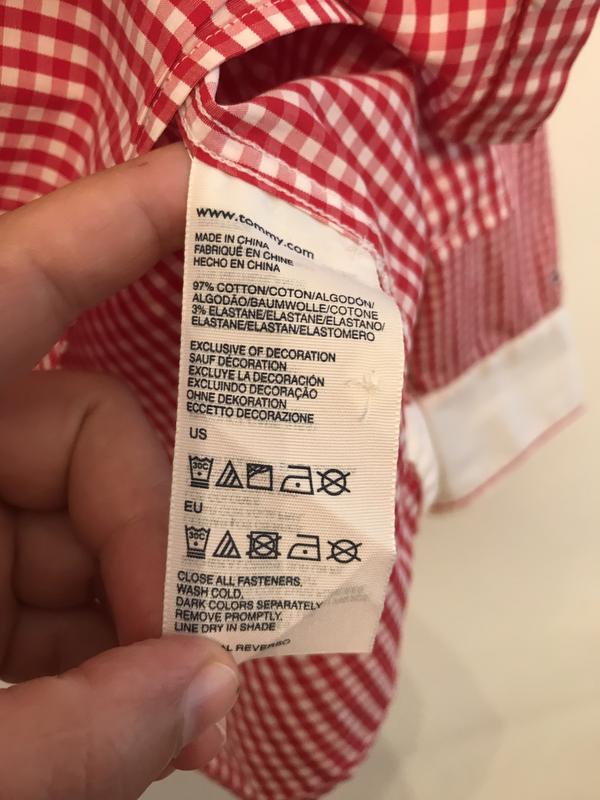 www.tommy.com
MADE IN CHINA
FABRIQUÉ EN CHINE
HECHO EN CHINA
97% COTTON/COTON/ALGODÓN/
ALGODÃO/BAUMWOLLE/COTONE
3% ELASTANE/ELASTANE/ELASTANO/
ELASTANE/ELASTAN/ELASTOMERO
EXCLUSIVE OF DECORATION
SAUF DÉCORATION
EXCLUYE LA DECORACIÓN
EXCLUINDO DECORAÇÃO
OHNE DEKORATION
ECCETTO DECORAZIONE
US
30C
EU
30C
CLOSE ALL FASTENERS,
WASH COLD,
DARK COLORS SEPARATELY
REMOVE PROMPTLY,
LINE DRY IN SHADE
REVERSO